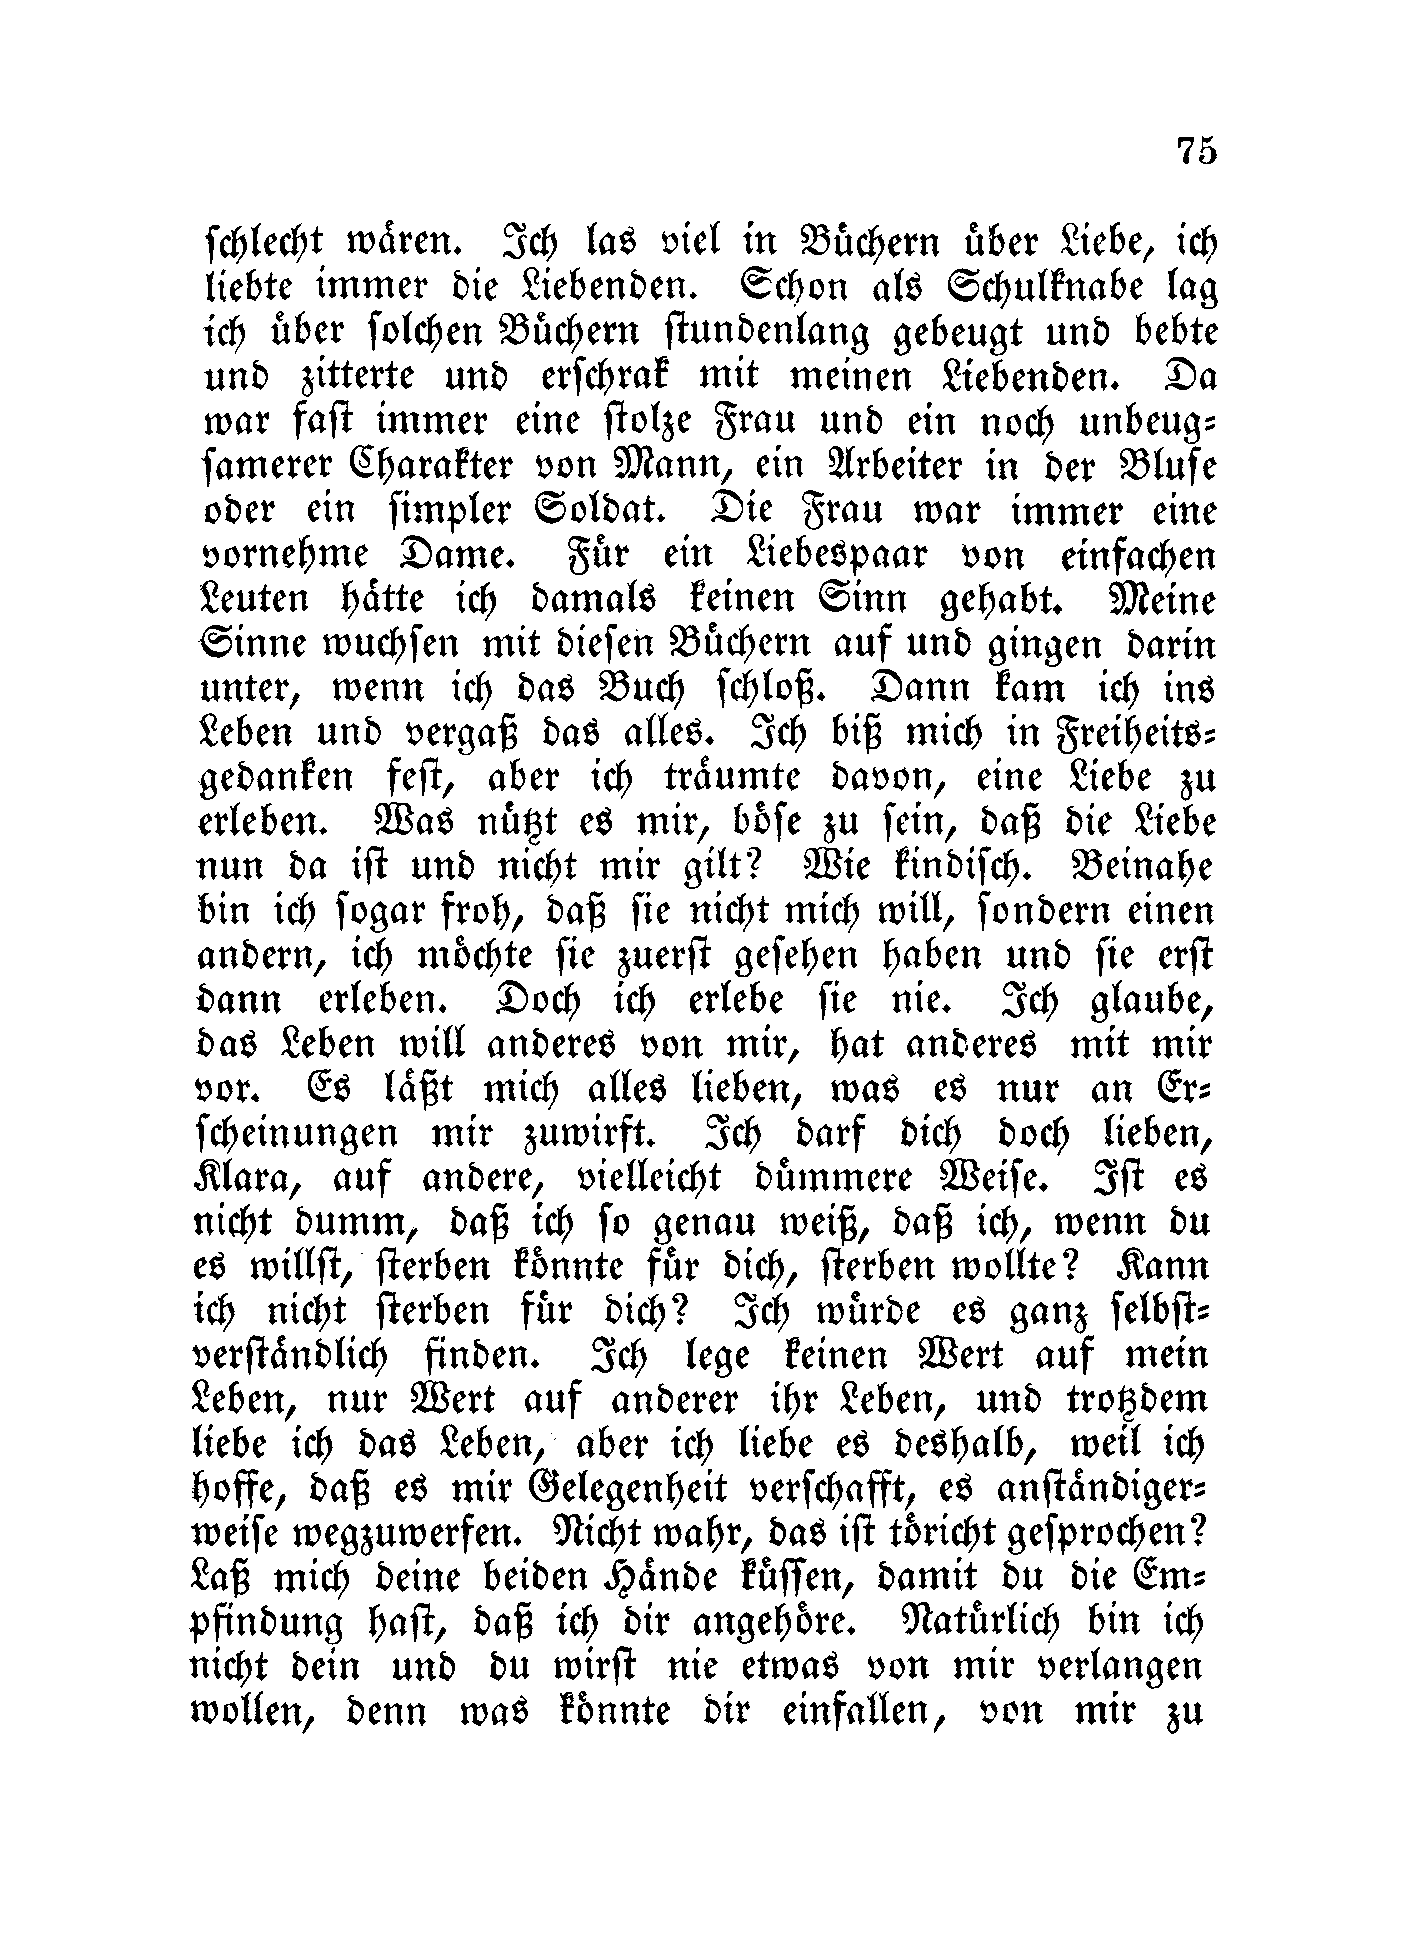 75
schlecht wären. Ich las viel in Büchern über Liebe, ich
liebte immer die Liebenden. Schon als Schulknabe lag
ich über solchen Büchern stundenlang gebeugt und bebte
und zitterte und erschrak mit meinen Liebenden. Da
war fast immer eine stolze Frau und ein noch unbeug-
samerer Charakter von Mann, ein Arbeiter in der Bluse
oder ein simpler Soldat. Die Frau war immer eine
vornehme Dame. Für ein Liebespaar von einfachen
Leuten hätte ich damals keinen Sinn gehabt. Meine
Sinne wuchsen mit diesen Büchern auf und gingen darin
unter, wenn ich das Buch schloß. Dann kam ich ins
Leben und vergaß das alles. Ich biß mich in Freiheits-
gedanken fest, aber ich träumte davon, eine Liebe zu
erleben. Was nützt es mir, böse zu sein, daß die Liebe
nun da ist und nicht mir gilt? Wie kindisch. Beinahe
bin ich sogar froh, daß sie nicht mich will, sondern einen
andern, ich möchte sie zuerst gesehen haben und sie erst
dann erleben. Doch ich erlebe sie nie. Ich glaube,
das Leben will anderes von mir, hat anderes mit mir
vor. Es läßt mich alles lieben, was es nur an Er-
scheinungen mir zuwirft. Ich darf dich doch lieben,
Klara, auf andere, vielleicht dümmere Weise. Ist es
nicht dumm, daß ich so genau weiß, daß ich, wenn du
es willst, sterben könnte für dich, sterben wollte? Kann
ich nicht sterben für dich? Ich würde es ganz selbst-
verständlich finden. Ich lege keinen Wert auf mein
Leben, nur Wert auf anderer ihr Leben, und trotzdem
liebe ich das Leben, aber ich liebe es deshalb, weil ich
hoffe, daß es mir Gelegenheit verschafft, es anständiger-
weise wegzuwerfen. Nicht wahr, das ist töricht gesprochen?
Laß mich deine beiden Hände küssen, damit du die Em-
pfindung hast, daß ich dir angehöre. Natürlich bin ich
nicht dein und du wirst nie etwas von mir verlangen
wollen, denn was könnte dir einfallen, von mir zu